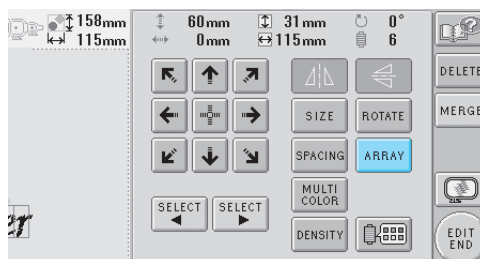 158mm 60mm 31mm 0°
115mm 0mm 115mm 6
DELETE
SIZE ROTATE MERGE
SPACING ARRAY
MULTI
COLOR
SELECT SELECT
DENSITY EDIT
END